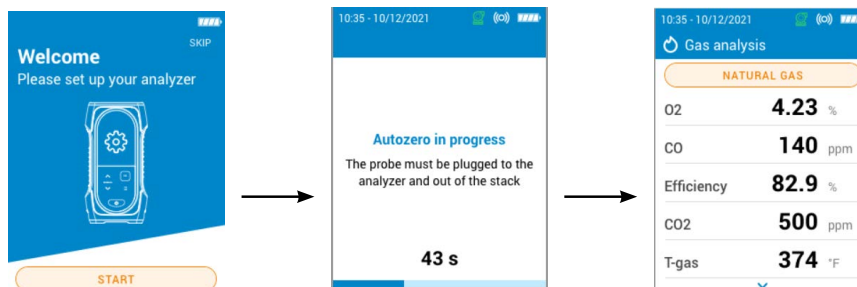 SKIP
Welcome
Please set up your analyzer
START
10:35 - 10/12/2021
Autozero in progress
The probe must be plugged to the
analyzer and out of the stack
43 s
10:35 - 10/12/2021
Gas analysis
NATURAL GAS
O2 4.23 %
CO 140 ppm
Efficiency 82.9 %
CO2 500 ppm
T-gas 374 °F